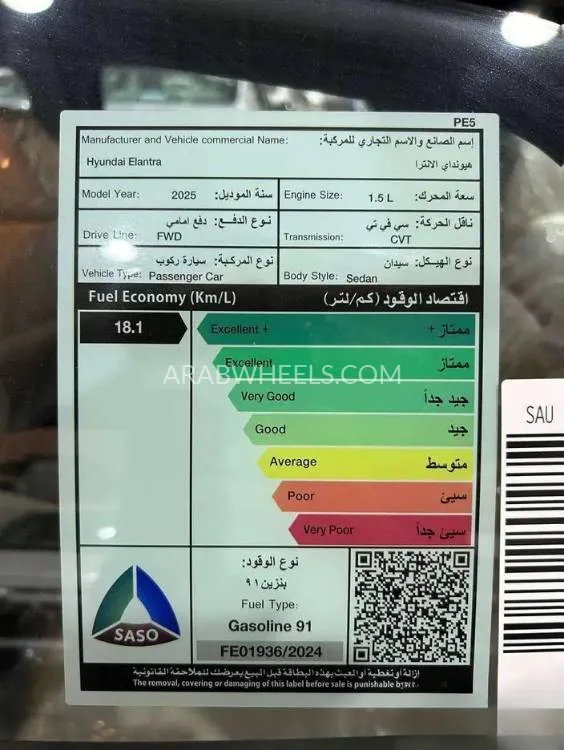 PE5
Manufacturer and Vehicle commercial Name: إسم الصانع والاسم التجاري للمركبة:
Hyundai Elantra هيونداي الانترا
Model Year: 2025 سنة الموديل: Engine Size: 1.5 L سعة المحرك:
نوع الدفع: دفع امامي ناقل الحركة: سي في تي
Drive Line: FWD Transmission: CVT
نوع المركبة: سيارة ركوب نوع الهيكل: سيدان
Vehicle Type: Passenger Car Body Style: Sedan
Fuel Economy (Km/L) اقتصاد الوقود (كم/لتر)
18.1 Excellent + ممتاز +
Excellent ممتاز
ARABWHEELS.COM
Very Good جيد جداً
Good جيد
Average متوسط
Poor سيئ
Very Poor سيئ جداً
SAU
نوع الوقود:
بنزين ٩١
Fuel Type:
Gasoline 91
SASO
FE01936/2024
إزالة أو تغطية أو العبث بهذه البطاقة قبل البيع يعرضك للملاحقة القانونية
The removal, covering or damaging of this label before sale is punishable by